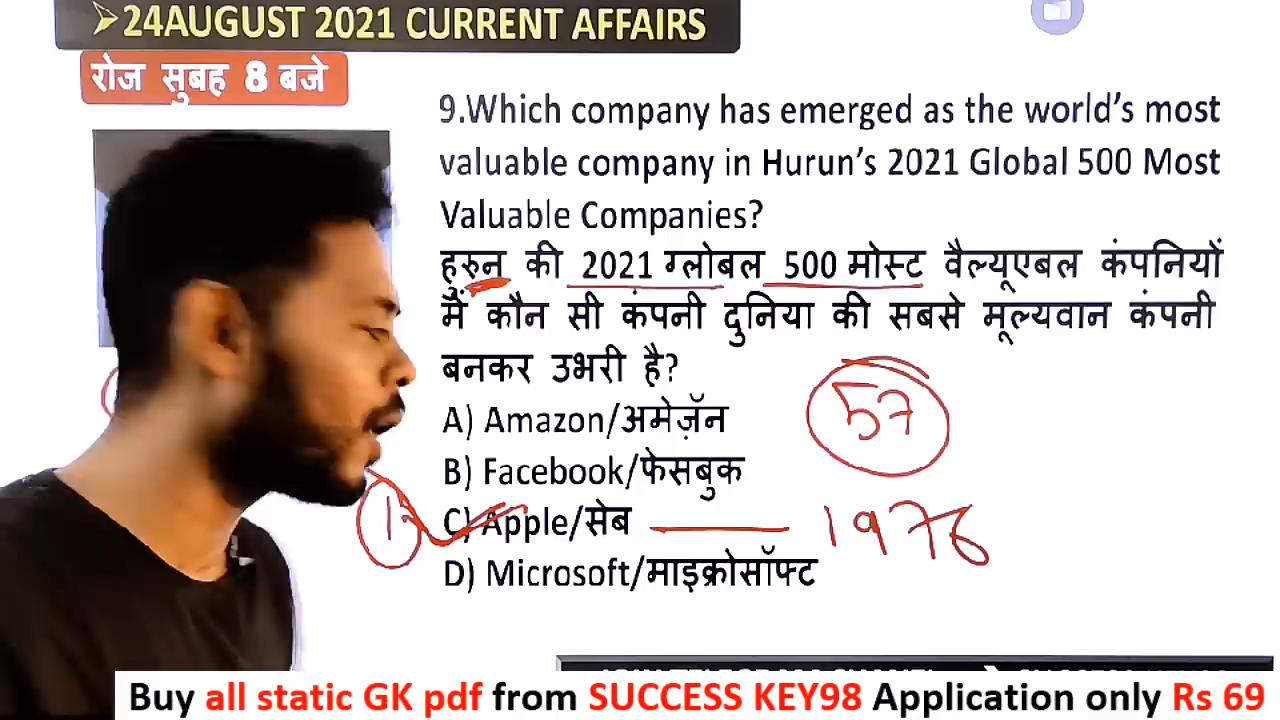 ➢24AUGUST 2021 CURRENT AFFAIRS
रोज सुबह 8 बजे
9.Which company has emerged as the world’s most
valuable company in Hurun’s 2021 Global 500 Most
Valuable Companies?
हुरुन की 2021 ग्लोबल 500 मोस्ट वैल्यूएबल कंपनियों
में कौन सी कंपनी दुनिया की सबसे मूल्यवान कंपनी
बनकर उभरी है?
A) Amazon/अमेज़ॅन
57
B) Facebook/फेसबुक
C) Apple/सेब
1976
D) Microsoft/माइक्रोसॉफ्ट
Buy all static GK pdf from SUCCESS KEY98 Application only Rs 69